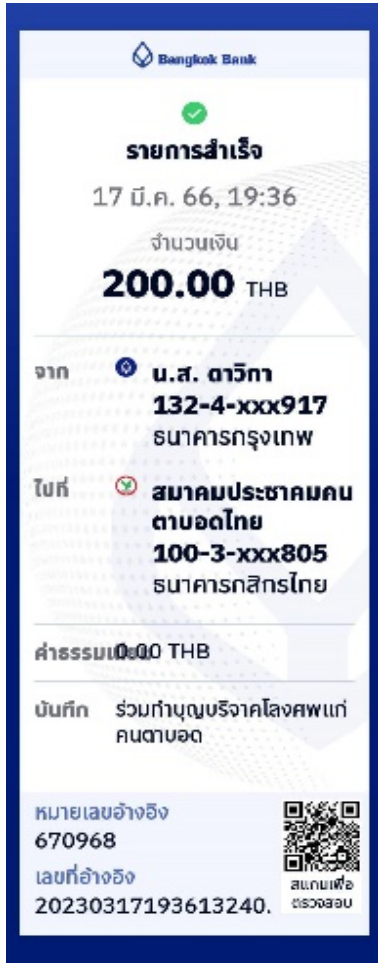 Bangkok Bank
รายการสำเร็จ
17 มี.ค. 66, 19:36
จำนวนเงิน
200.00 THB
จาก น.ส. ดาวิกา
132-4-xxx917
ธนาคารกรุงเทพ
ไปที่ สมาคมประชาคมคน
ตาบอดไทย
100-3-xxx805
ธนาคารกสิกรไทย
ค่าธรรมเนียม 0.00 THB
บันทึก ร่วมทำบุญบริจาคโลงศพแก่
คนตาบอด
หมายเลขอ้างอิง
670968
เลขที่อ้างอิง
20230317193613240.
สแกนเพื่อ
ตรวจสอบ